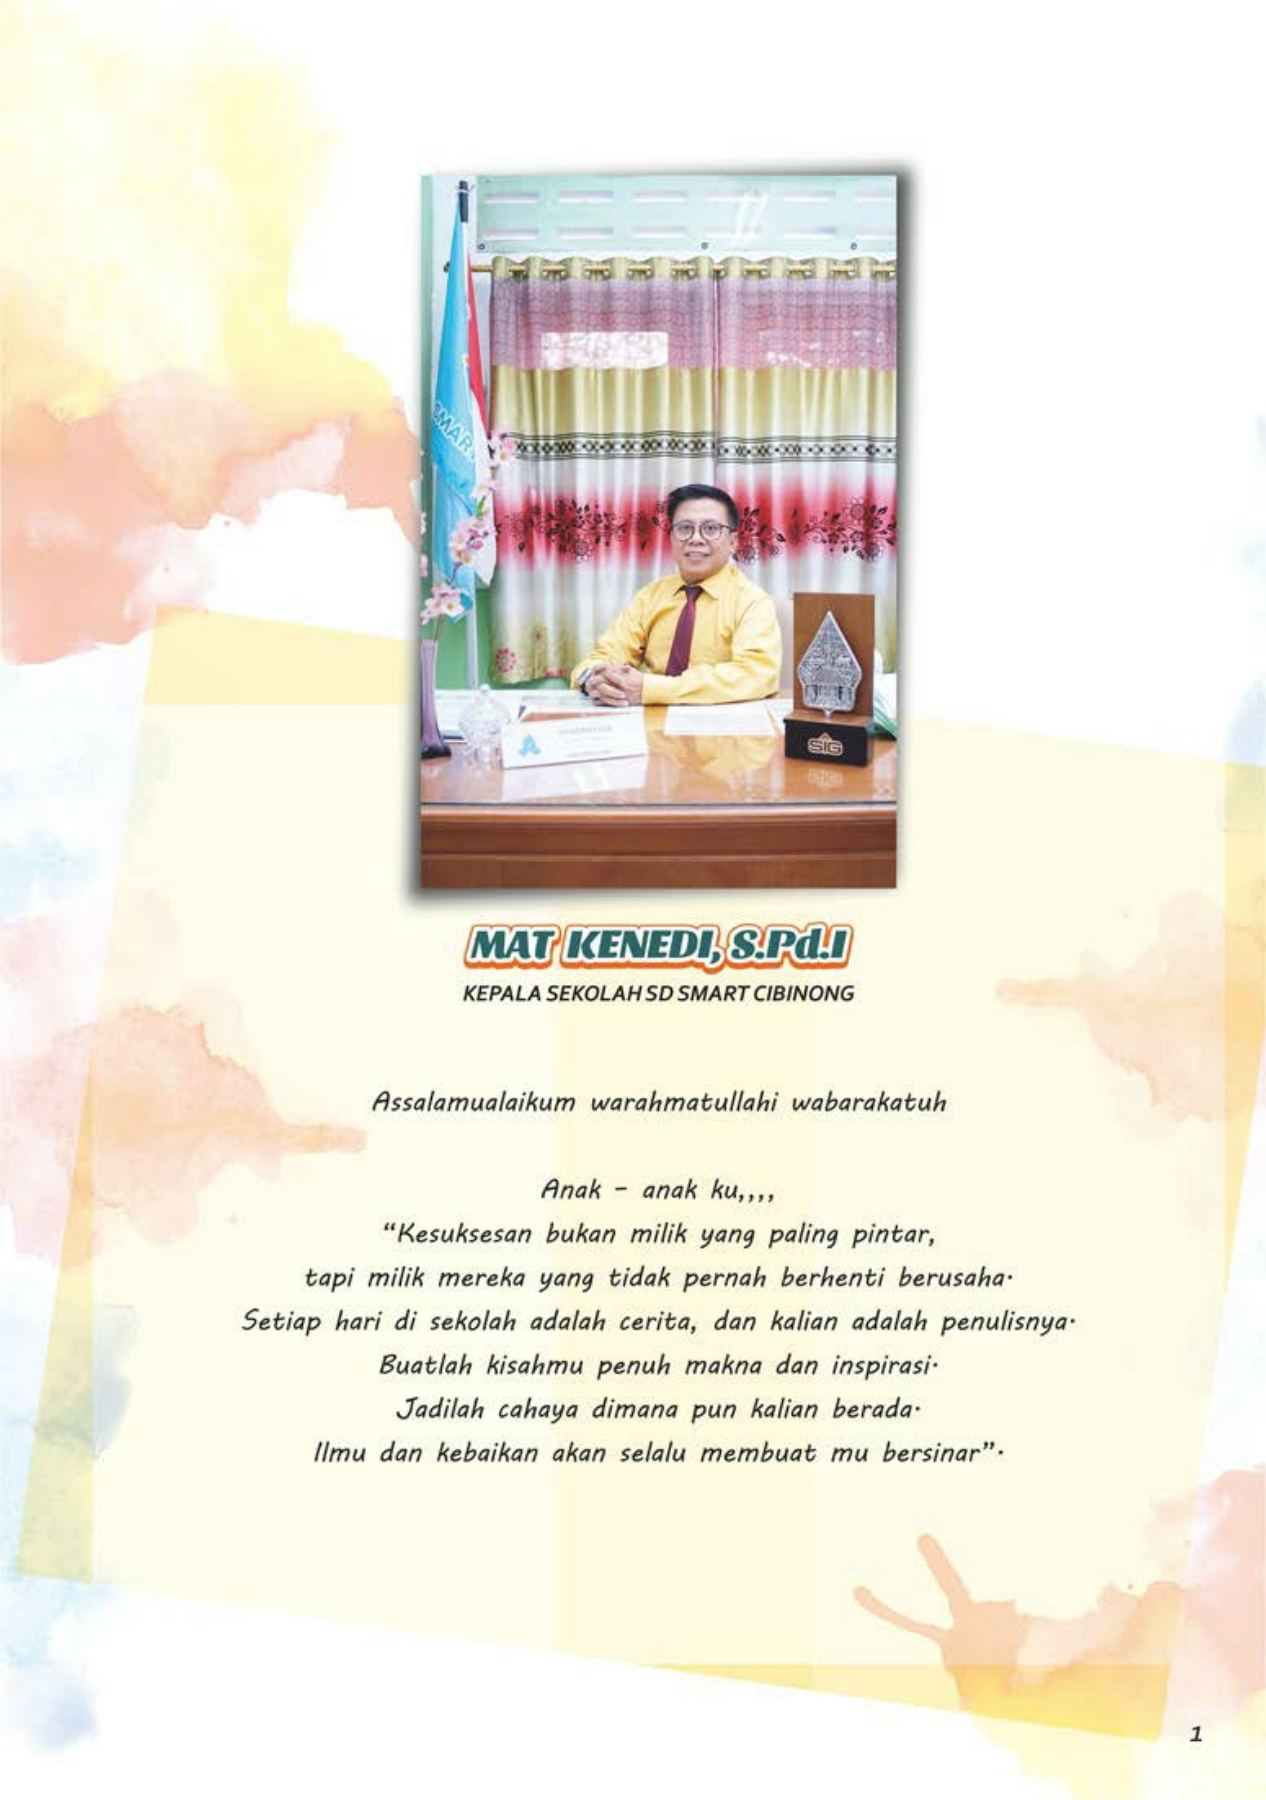 SMART
SIG
MAT KENEDI, S.Pd.I
KEPALA SEKOLAH SD SMART CIBINONG
Assalamualaikum warahmatullahi wabarakatuh
Anak - anak ku,,,,
“Kesuksesan bukan milik yang paling pintar,
tapi milik mereka yang tidak pernah berhenti berusaha.
Setiap hari di sekolah adalah cerita, dan kalian adalah penulisnya.
Buatlah kisahmu penuh makna dan inspirasi.
Jadilah cahaya dimana pun kalian berada.
Ilmu dan kebaikan akan selalu membuat mu bersinar”.
1